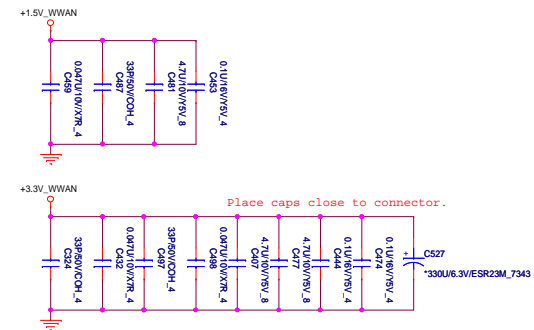 +1.5V_WWAN
C459
0.047U/10V/X7R_4
C487
33P/50V/COH_4
C481
4.7U/10V/Y5V_8
C453
0.1U/16V/Y5V_4
+3.3V_WWAN
Place caps close to connector.
C324
33P/50V/COH_4
C432
0.047U/10V/X7R_4
C497
33P/50V/COH_4
C498
0.047U/10V/X7R_4
C407
4.7U/10V/Y5V_8
C477
4.7U/10V/Y5V_8
C444
0.1U/16V/Y5V_4
C474
0.1U/16V/Y5V_4
+
C527
*330U/6.3V/ESR23M_7343